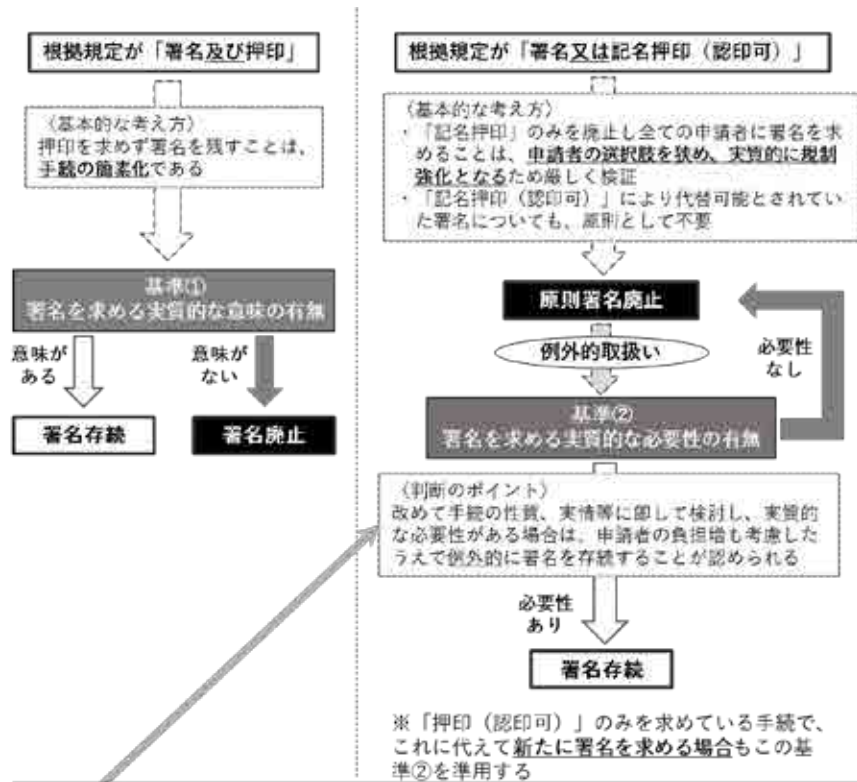 根拠規定が「署名及び押印」
〈基本的な考え方〉
押印を求めず署名を残すことは、
手続の簡素化である
基準①
署名を求める実質的な意味の有無
意味が
ある
意味が
ない
署名存続
署名廃止
根拠規定が「署名又は記名押印(認印可)」
〈基本的な考え方〉
・「記名押印」のみを廃止し全ての申請者に署名を求
めることは、申請者の選択肢を狭め、実質的に規制
強化となるため厳しく検証
・「記名押印(認印可)」により代替可能とされてい
た署名についても、原則として不要
原則署名廃止
例外的取扱い
必要性
なし
基準②
署名を求める実質的な必要性の有無
〈判断のポイント〉
改めて手続の性質、実情等に即して検討し、実質的
な必要性がある場合は、申請者の負担増も考慮した
うえで例外的に署名を存続することが認められる
必要性
あり
署名存続
※「押印(認印可)」のみを求めている手続で、
これに代えて新たに署名を求める場合もこの基
準②を準用する